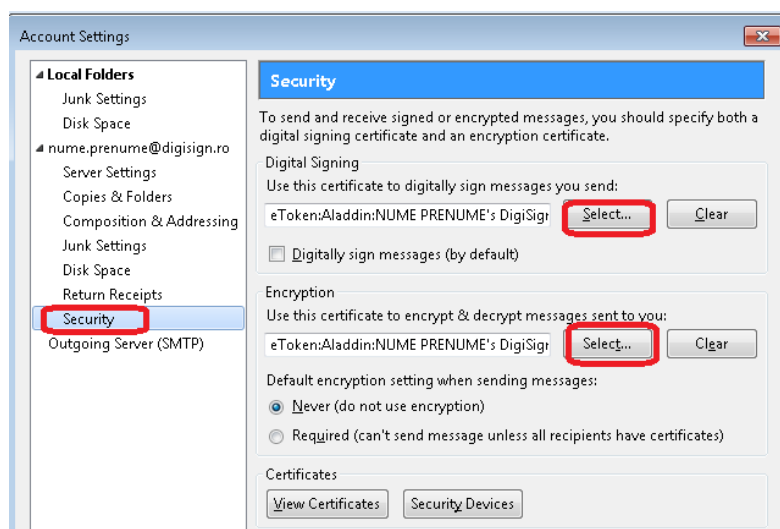 Account Settings
Local Folders
Junk Settings
Disk Space
nume.prenume@digisign.ro
Server Settings
Copies & Folders
Composition & Addressing
Junk Settings
Disk Space
Return Receipts
Security
Outgoing Server (SMTP)
Security
To send and receive signed or encrypted messages, you should specify both a
digital signing certificate and an encryption certificate.
Digital Signing
Use this certificate to digitally sign messages you send:
eToken:Aladdin:NUME PRENUME's DigiSigr Select... Clear
Digitally sign messages (by default)
Encryption
Use this certificate to encrypt & decrypt messages sent to you:
eToken:Aladdin:NUME PRENUME's DigiSigr Select... Clear
Default encryption setting when sending messages:
Never (do not use encryption)
Required (can't send message unless all recipients have certificates)
Certificates
View Certificates Security Devices